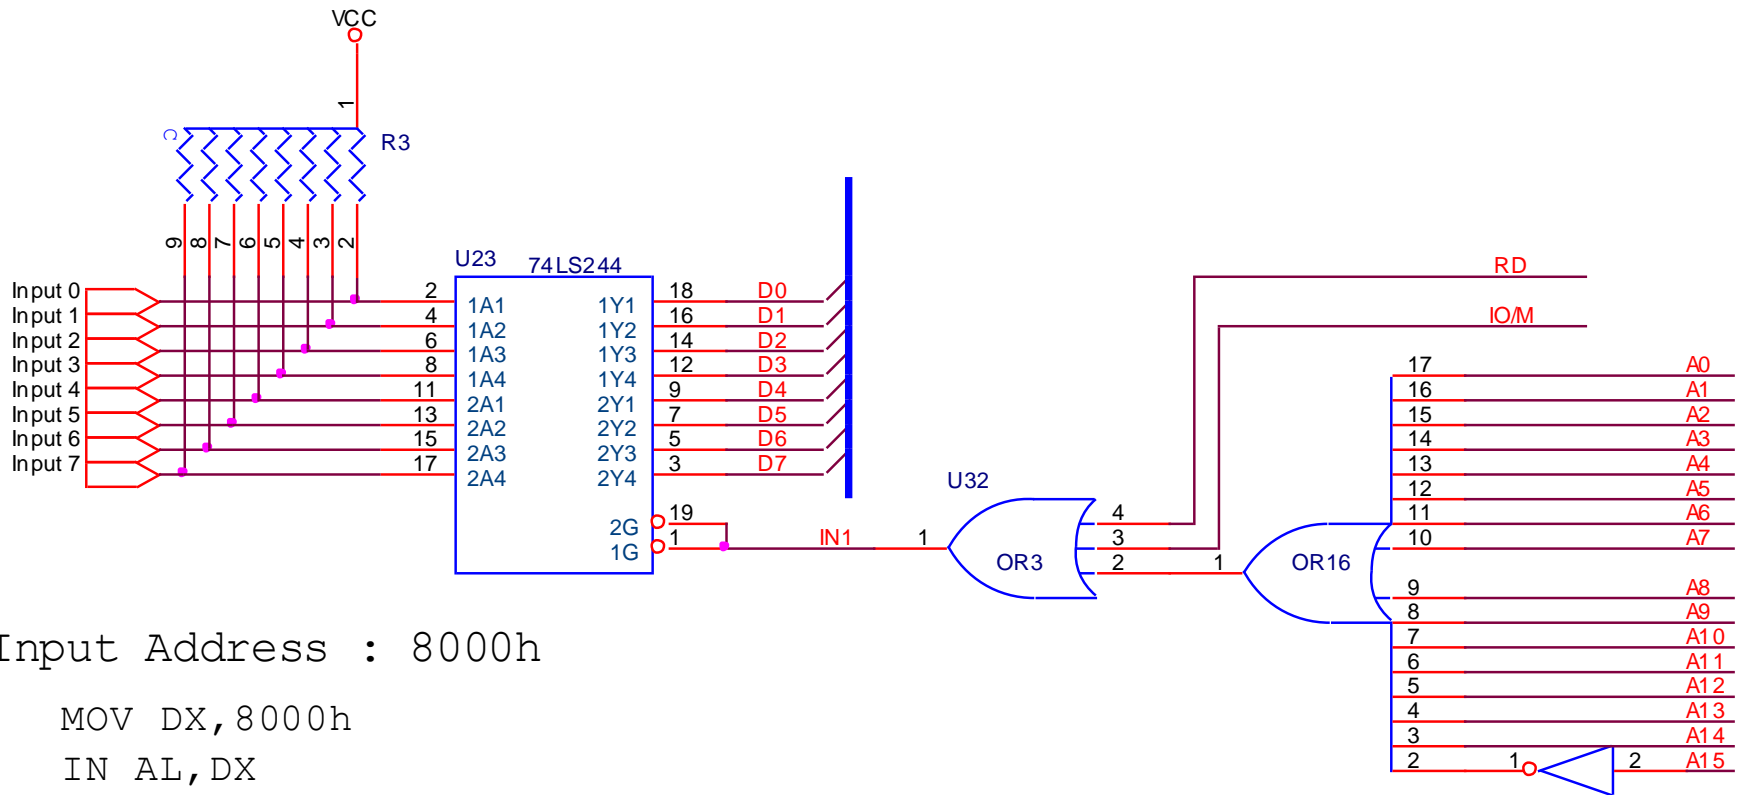 VCC
1
C
R3
9 8 7 6 5 4 3 2
U23 74LS244
RD
Input 0 2 1A1 1Y1 18 D0
Input 1 4 1A2 1Y2 16 D1
IO/M
Input 2 6 1A3 1Y3 14 D2
Input 3 8 1A4 1Y4 12 D3
17 A0
Input 4 11 2A1 2Y1 9 D4
16 A1
Input 5 13 2A2 2Y2 7 D5
15 A2
Input 6 15 2A3 2Y3 5 D6
14 A3
Input 7 17 2A4 2Y4 3 D7
13 A4
U32
12 A5
2G 19
4
11 A6
1G 1 IN1 1 OR3 3
10 A7
2 1 OR16
9 A8
8 A9
7 A10
6 A11
5 A12
4 A13
3 A14
2 1 2 A15
Input Address : 8000h
MOV DX,8000h
IN AL,DX